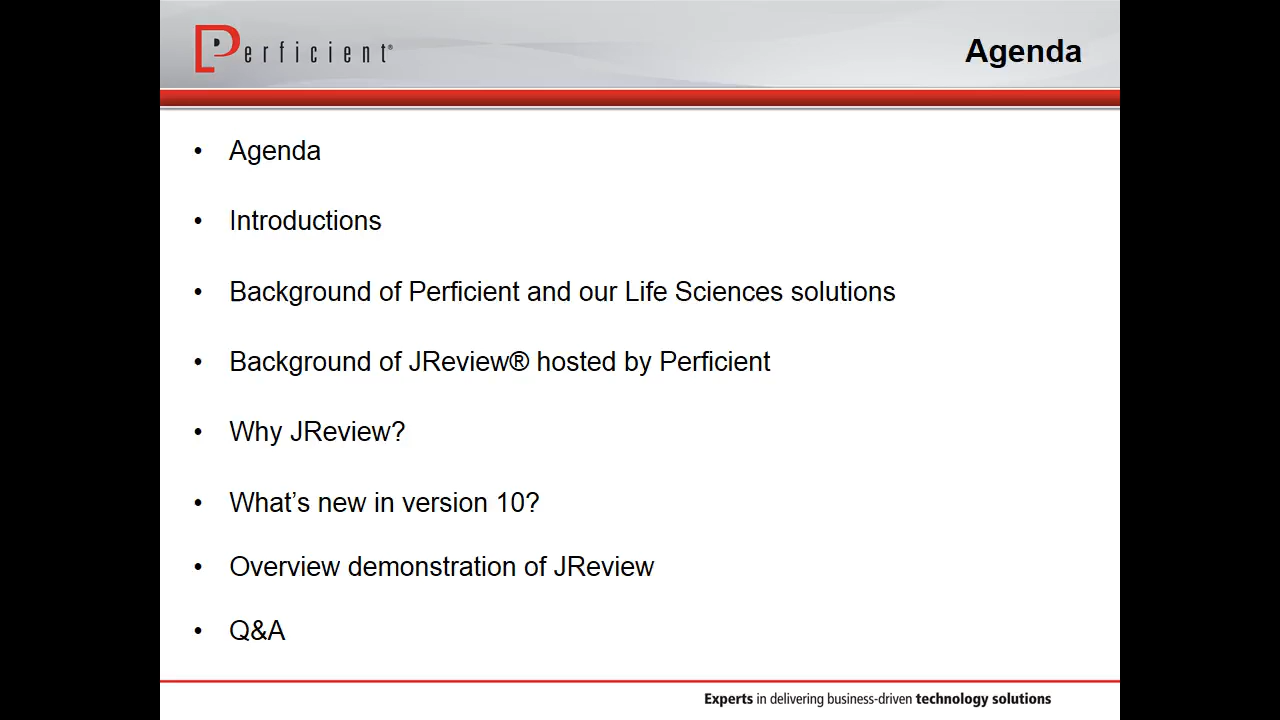 Perficient®
Agenda
• Agenda
• Introductions
• Background of Perficient and our Life Sciences solutions
• Background of JReview® hosted by Perficient
• Why JReview?
• What’s new in version 10?
• Overview demonstration of JReview
• Q&A
Experts in delivering business-driven technology solutions